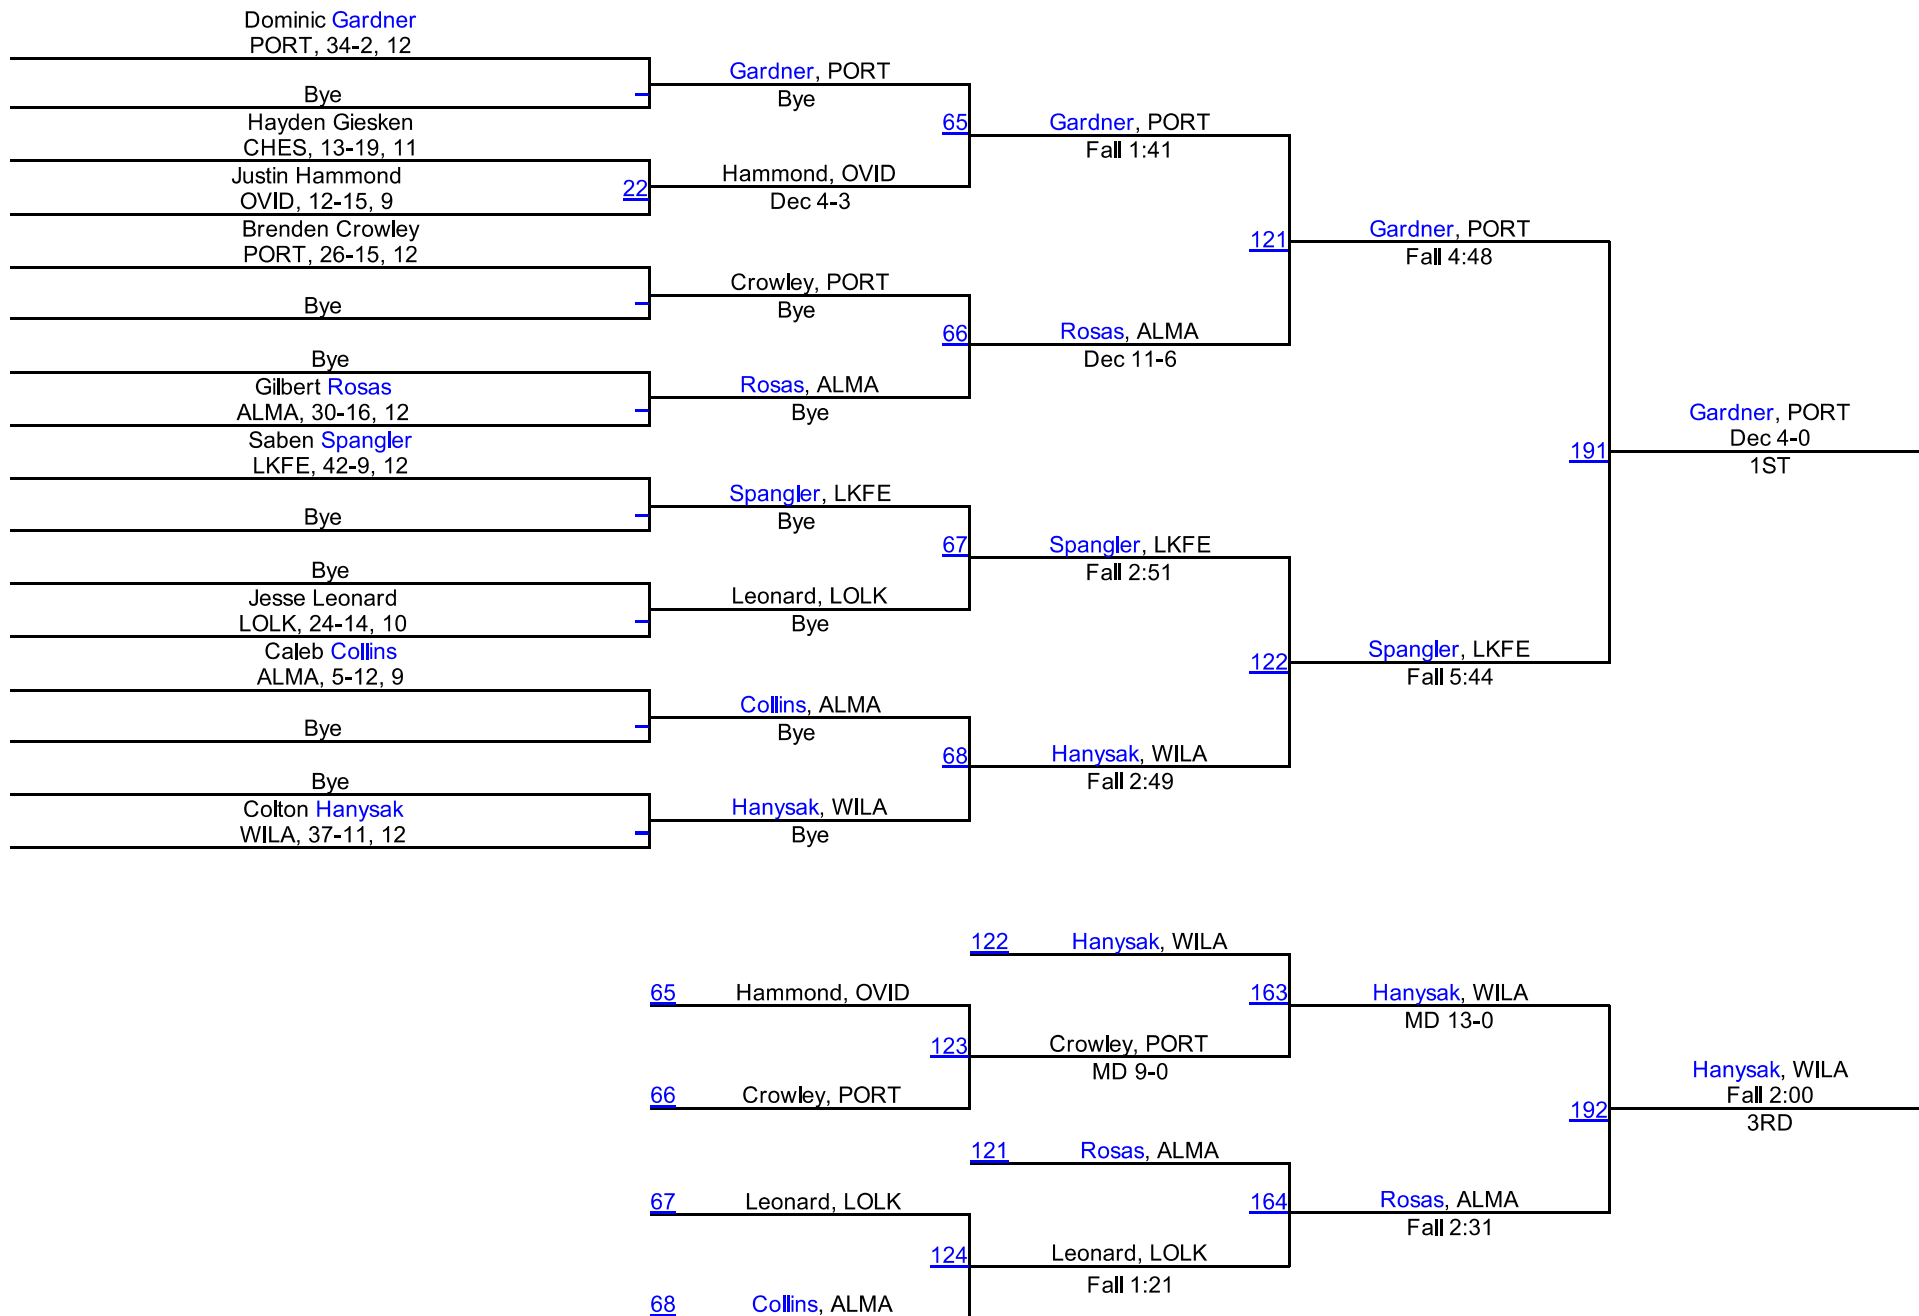 Dominic Gardner
PORT, 34-2, 12
Bye
Hayden Giesken
CHES, 13-19, 11
Justin Hammond
OVID, 12-15, 9
22
Brenden Crowley
PORT, 26-15, 12
Bye
Bye
Gilbert Rosas
ALMA, 30-16, 12
Saben Spangler
LKFE, 42-9, 12
Bye
Bye
Jesse Leonard
LOLK, 24-14, 10
Caleb Collins
ALMA, 5-12, 9
Bye
Bye
Colton Hanysak
WILA, 37-11, 12
Gardner, PORT
Bye
65
Hammond, OVID
Dec 4-3
Crowley, PORT
Bye
66
Rosas, ALMA
Bye
Spangler, LKFE
Bye
67
Leonard, LOLK
Bye
Collins, ALMA
Bye
68
Hanysak, WILA
Bye
Gardner, PORT
Fall 1:41
121
Rosas, ALMA
Dec 11-6
Spangler, LKFE
Fall 2:51
122
Hanysak, WILA
Fall 2:49
Gardner, PORT
Fall 4:48
191
Spangler, LKFE
Fall 5:44
Gardner, PORT
Dec 4-0
1ST
122 Hanysak, WILA
65 Hammond, OVID
163
Hanysak, WILA
MD 13-0
123
Crowley, PORT
MD 9-0
66 Crowley, PORT
192
Hanysak, WILA
Fall 2:00
3RD
121 Rosas, ALMA
67 Leonard, LOLK
164
Rosas, ALMA
Fall 2:31
124
Leonard, LOLK
Fall 1:21
68 Collins, ALMA